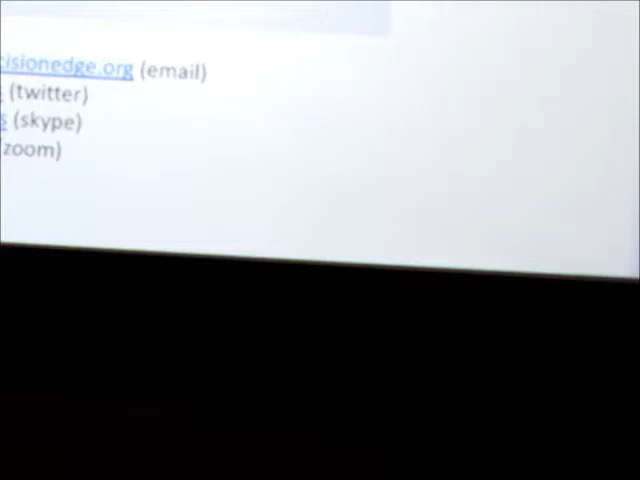 cisionedge.org (email)
(twitter)
s (skype)
(zoom)